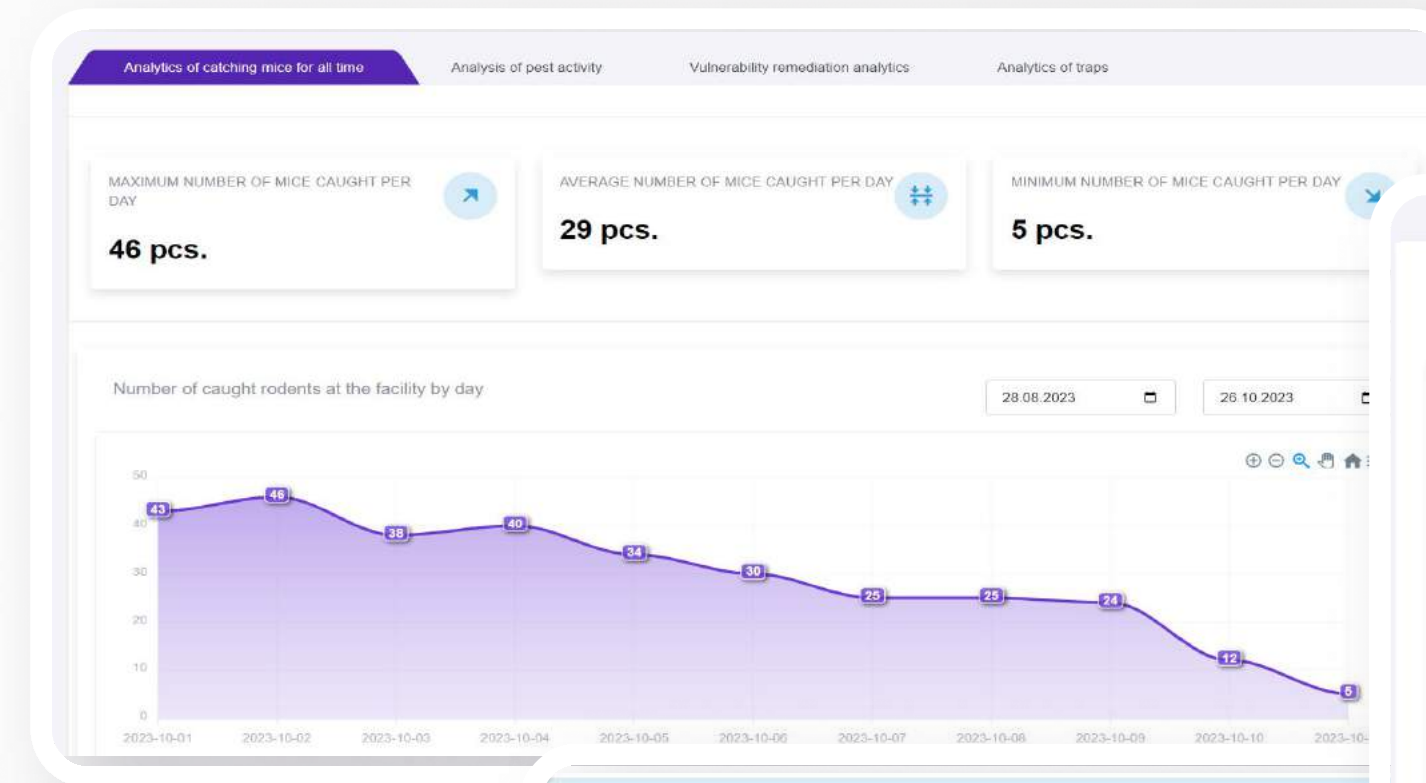 Analytics of catching mice for all time
Analysis of pest activity
Vulnerability remediation analytics
Analytics of traps
MAXIMUM NUMBER OF MICE CAUGHT PER
DAY
46 pcs.
AVERAGE NUMBER OF MICE CAUGHT PER DAY
29 pcs.
MINIMUM NUMBER OF MICE CAUGHT PER DAY
5 pcs.
Number of caught rodents at the facility by day
28.08.2023
26.10.2023
50
40
30
20
10
0
43
46
38
40
34
30
25
25
24
12
5
2023-10-01
2023-10-02
2023-10-03
2023-10-04
2023-10-05
2023-10-06
2023-10-07
2023-10-08
2023-10-09
2023-10-10
2023-10-